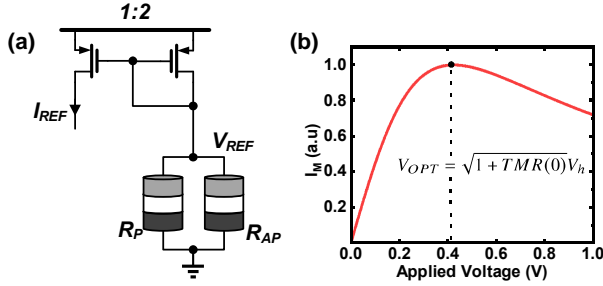 (a)
1:2
I_REF
V_REF
R_P
R_AP
(b)
I_M (a.u)
1.0
0.8
0.6
0.4
0.2
0.0
V_OPT = √(1 + TMR(0))V_h
0.0 0.2 0.4 0.6 0.8 1.0
Applied Voltage (V)